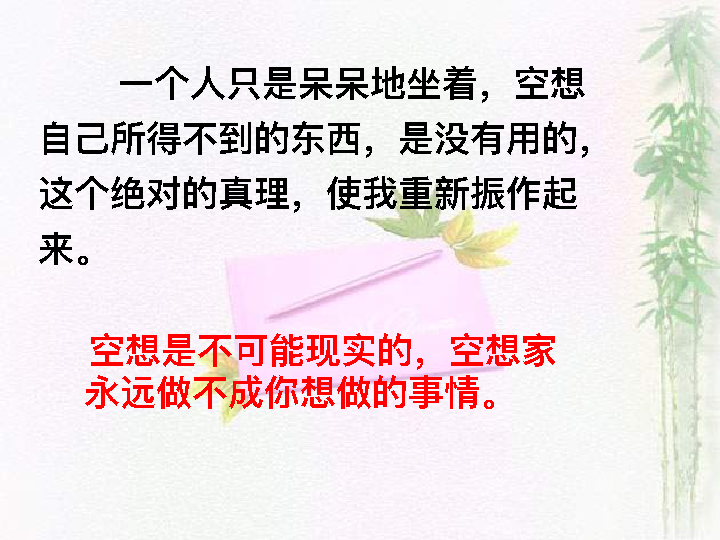 一个人只是呆呆地坐着，空想
自己所得不到的东西，是没有用的，
这个绝对的真理，使我重新振作起
来。
空想是不可能现实的，空想家
永远做不成你想做的事情。